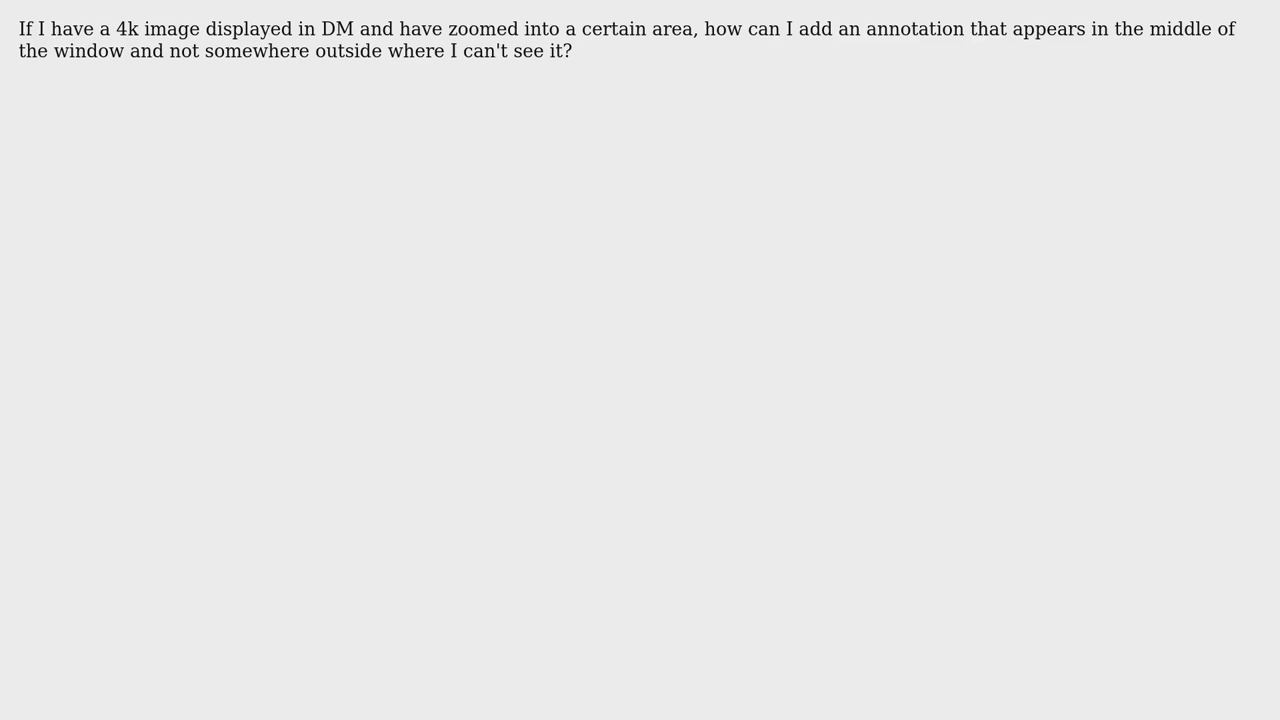 If I have a 4k image displayed in DM and have zoomed into a certain area, how can I add an annotation that appears in the middle of
the window and not somewhere outside where I can't see it?